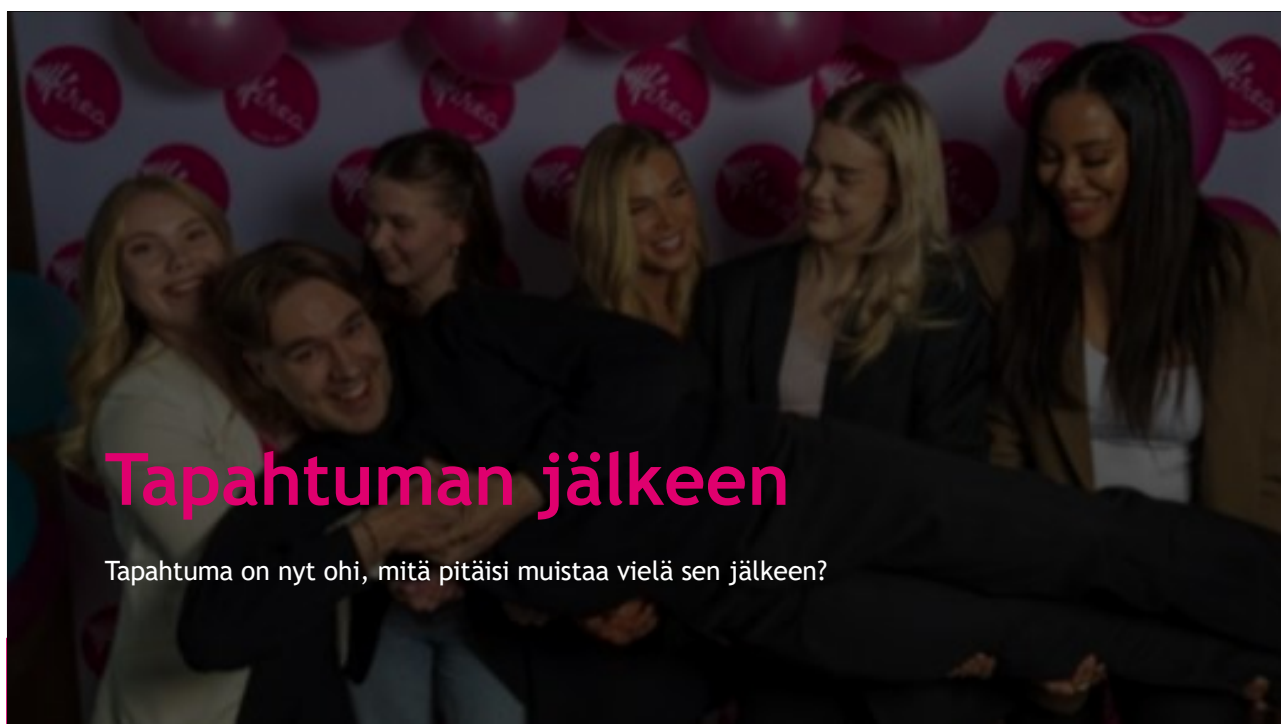 Tapahtuman jälkeen
Tapahtuma on nyt ohi, mitä pitäisi muistaa vielä sen jälkeen?